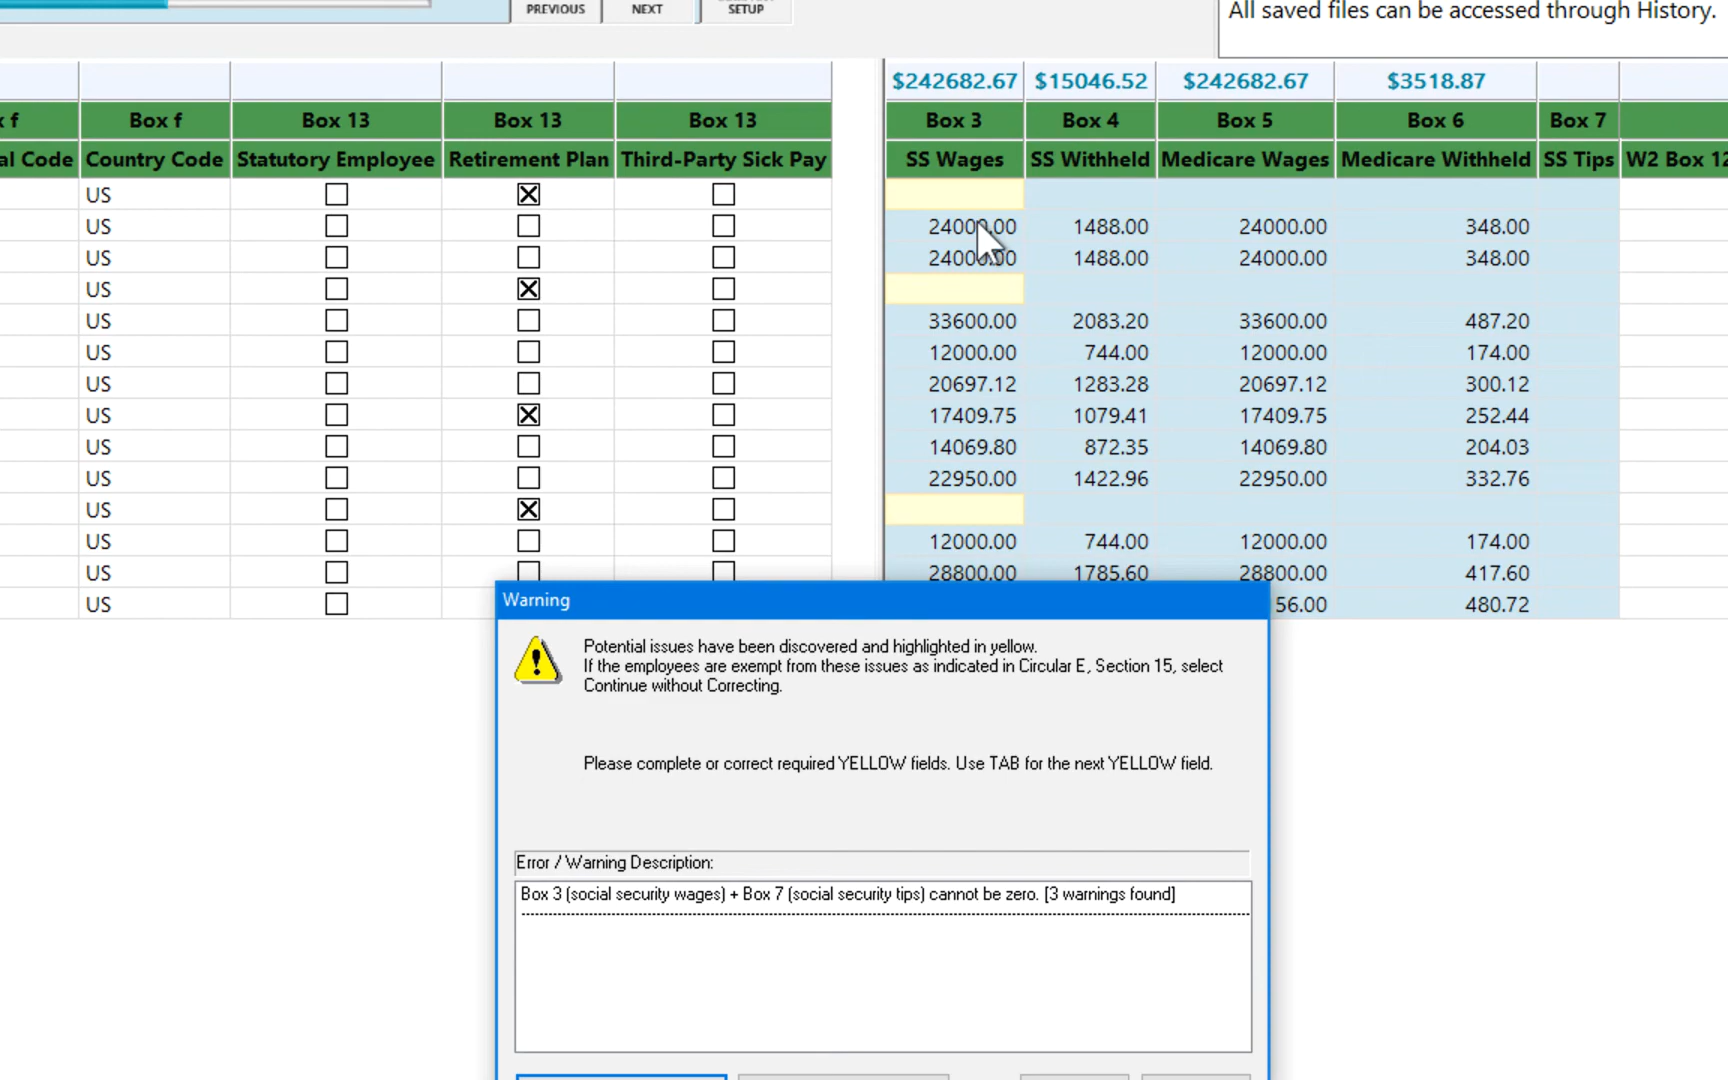 PREVIOUS NEXT SETUP All saved files can be accessed through History.
$242682.67 $15046.52 $242682.67 $3518.87
f Box f Box 13 Box 13 Box 13 Box 3 Box 4 Box 5 Box 6 Box 7
al Code Country Code Statutory Employee Retirement Plan Third-Party Sick Pay SS Wages SS Withheld Medicare Wages Medicare Withheld SS Tips W2 Box 12
US
US 24000.00 1488.00 24000.00 348.00
US 24000.00 1488.00 24000.00 348.00
US
US 33600.00 2083.20 33600.00 487.20
US 12000.00 744.00 12000.00 174.00
US 20697.12 1283.28 20697.12 300.12
US 17409.75 1079.41 17409.75 252.44
US 14069.80 872.35 14069.80 204.03
US 22950.00 1422.96 22950.00 332.76
US
US 12000.00 744.00 12000.00 174.00
US 28800.00 1785.60 28800.00 417.60
US 56.00 480.72
Warning
Potential issues have been discovered and highlighted in yellow.
If the employees are exempt from these issues as indicated in Circular E, Section 15, select
Continue without Correcting.
Please complete or correct required YELLOW fields. Use TAB for the next YELLOW field.
Error / Warning Description:
Box 3 (social security wages) + Box 7 (social security tips) cannot be zero. [3 warnings found]